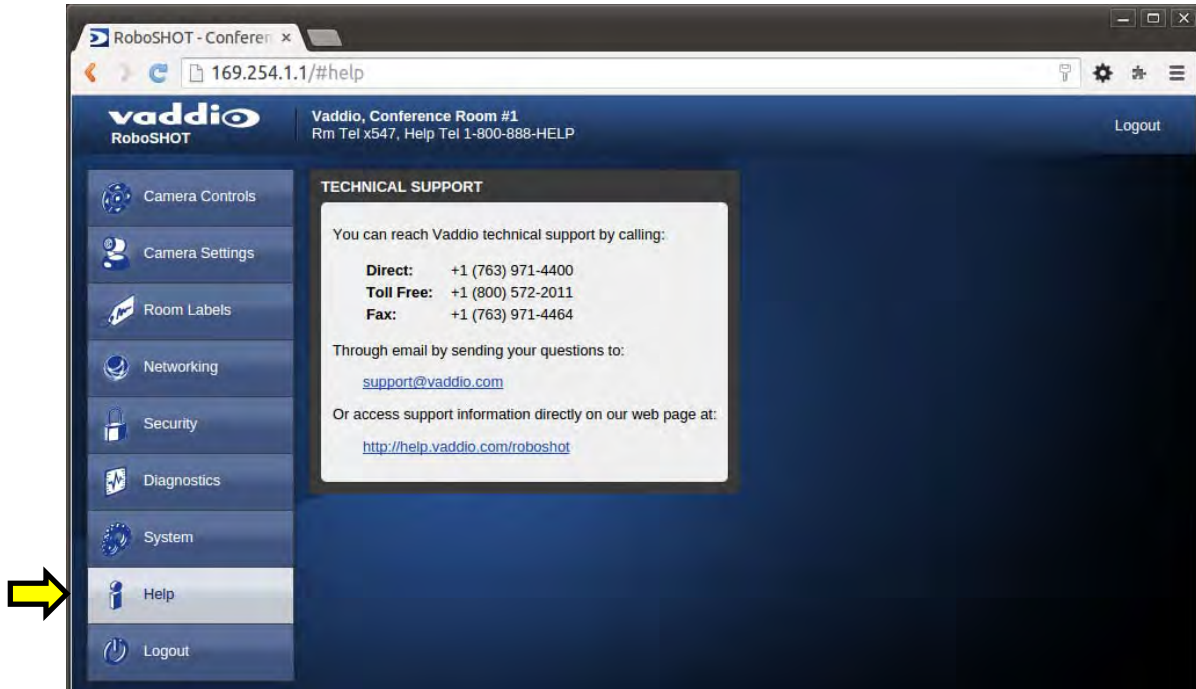 RoboSHOT - Conferen
169.254.1.1/#help
vaddio
RoboSHOT
Vaddio, Conference Room #1
Rm Tel x547, Help Tel 1-800-888-HELP
Logout
Camera Controls
Camera Settings
Room Labels
Networking
Security
Diagnostics
System
Help
Logout
TECHNICAL SUPPORT
You can reach Vaddio technical support by calling:
Direct: +1 (763) 971-4400
Toll Free: +1 (800) 572-2011
Fax: +1 (763) 971-4464
Through email by sending your questions to:
support@vaddio.com
Or access support information directly on our web page at:
http://help.vaddio.com/roboshot